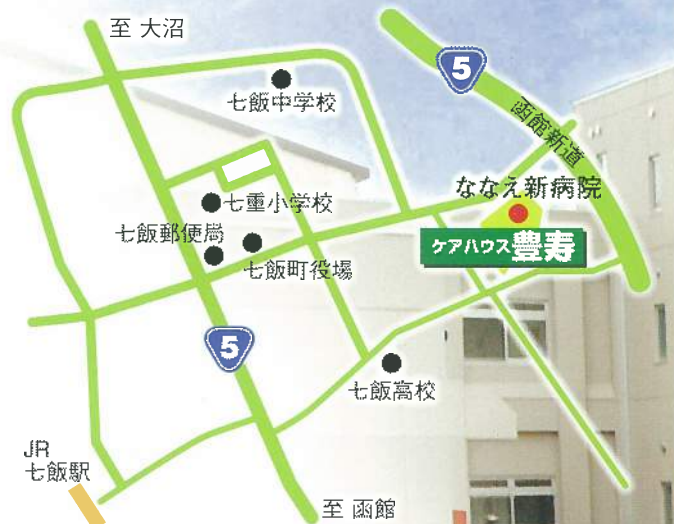 至 大沼
5
七飯中学校
函館新道
ななえ新病院
七重小学校
七飯郵便局
ケアハウス豊寿
七飯町役場
5
七飯高校
JR
七飯駅
至 函館